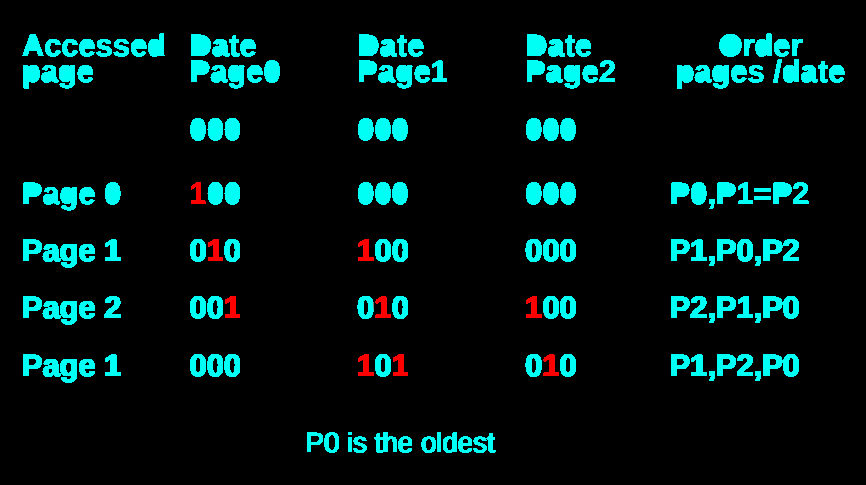 Accessed page Date Page0 Date Page1 Date Page2 Order pages /date
000 000 000
Page 0 100 000 000 P0,P1=P2
Page 1 010 100 000 P1,P0,P2
Page 2 001 010 100 P2,P1,P0
Page 1 000 101 010 P1,P2,P0
P0 is the oldest